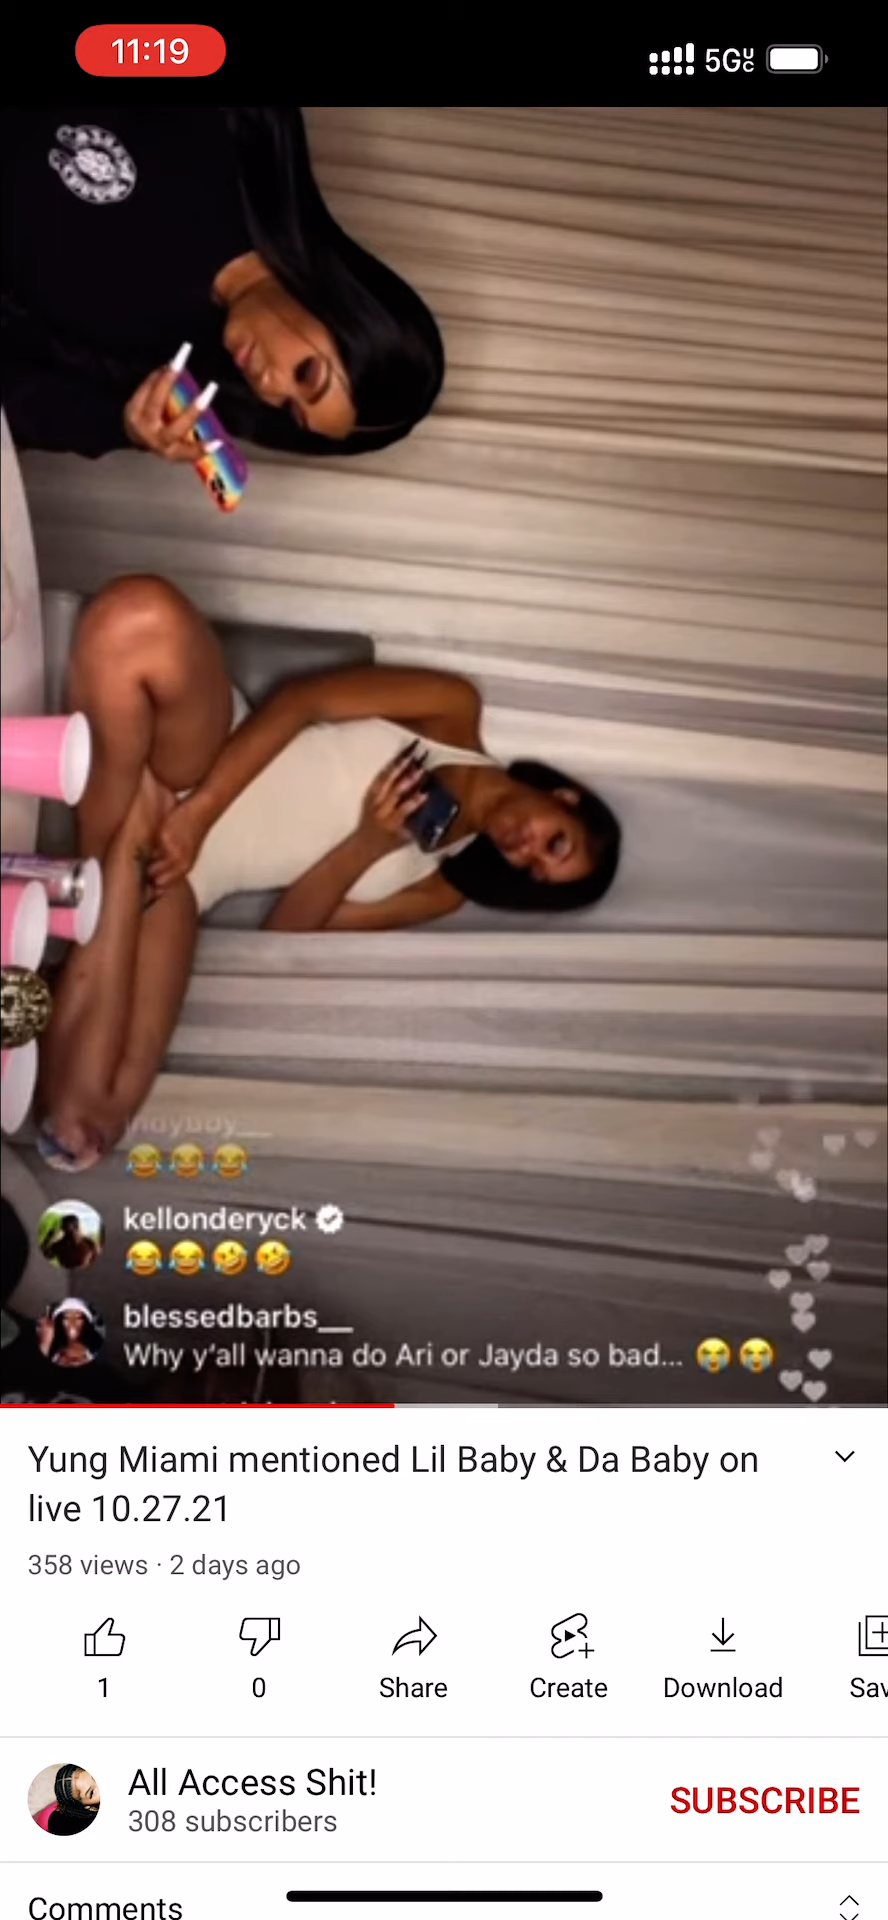 11:19
5GUC
kellonderyck
😂😂🤣🤣
blessedbarbs__
Why y'all wanna do Ari or Jayda so bad... 😭😭
Yung Miami mentioned Lil Baby & Da Baby on
live 10.27.21
358 views · 2 days ago
1
0
Share
Create
Download
Sav
All Access Shit!
308 subscribers
SUBSCRIBE
Comments